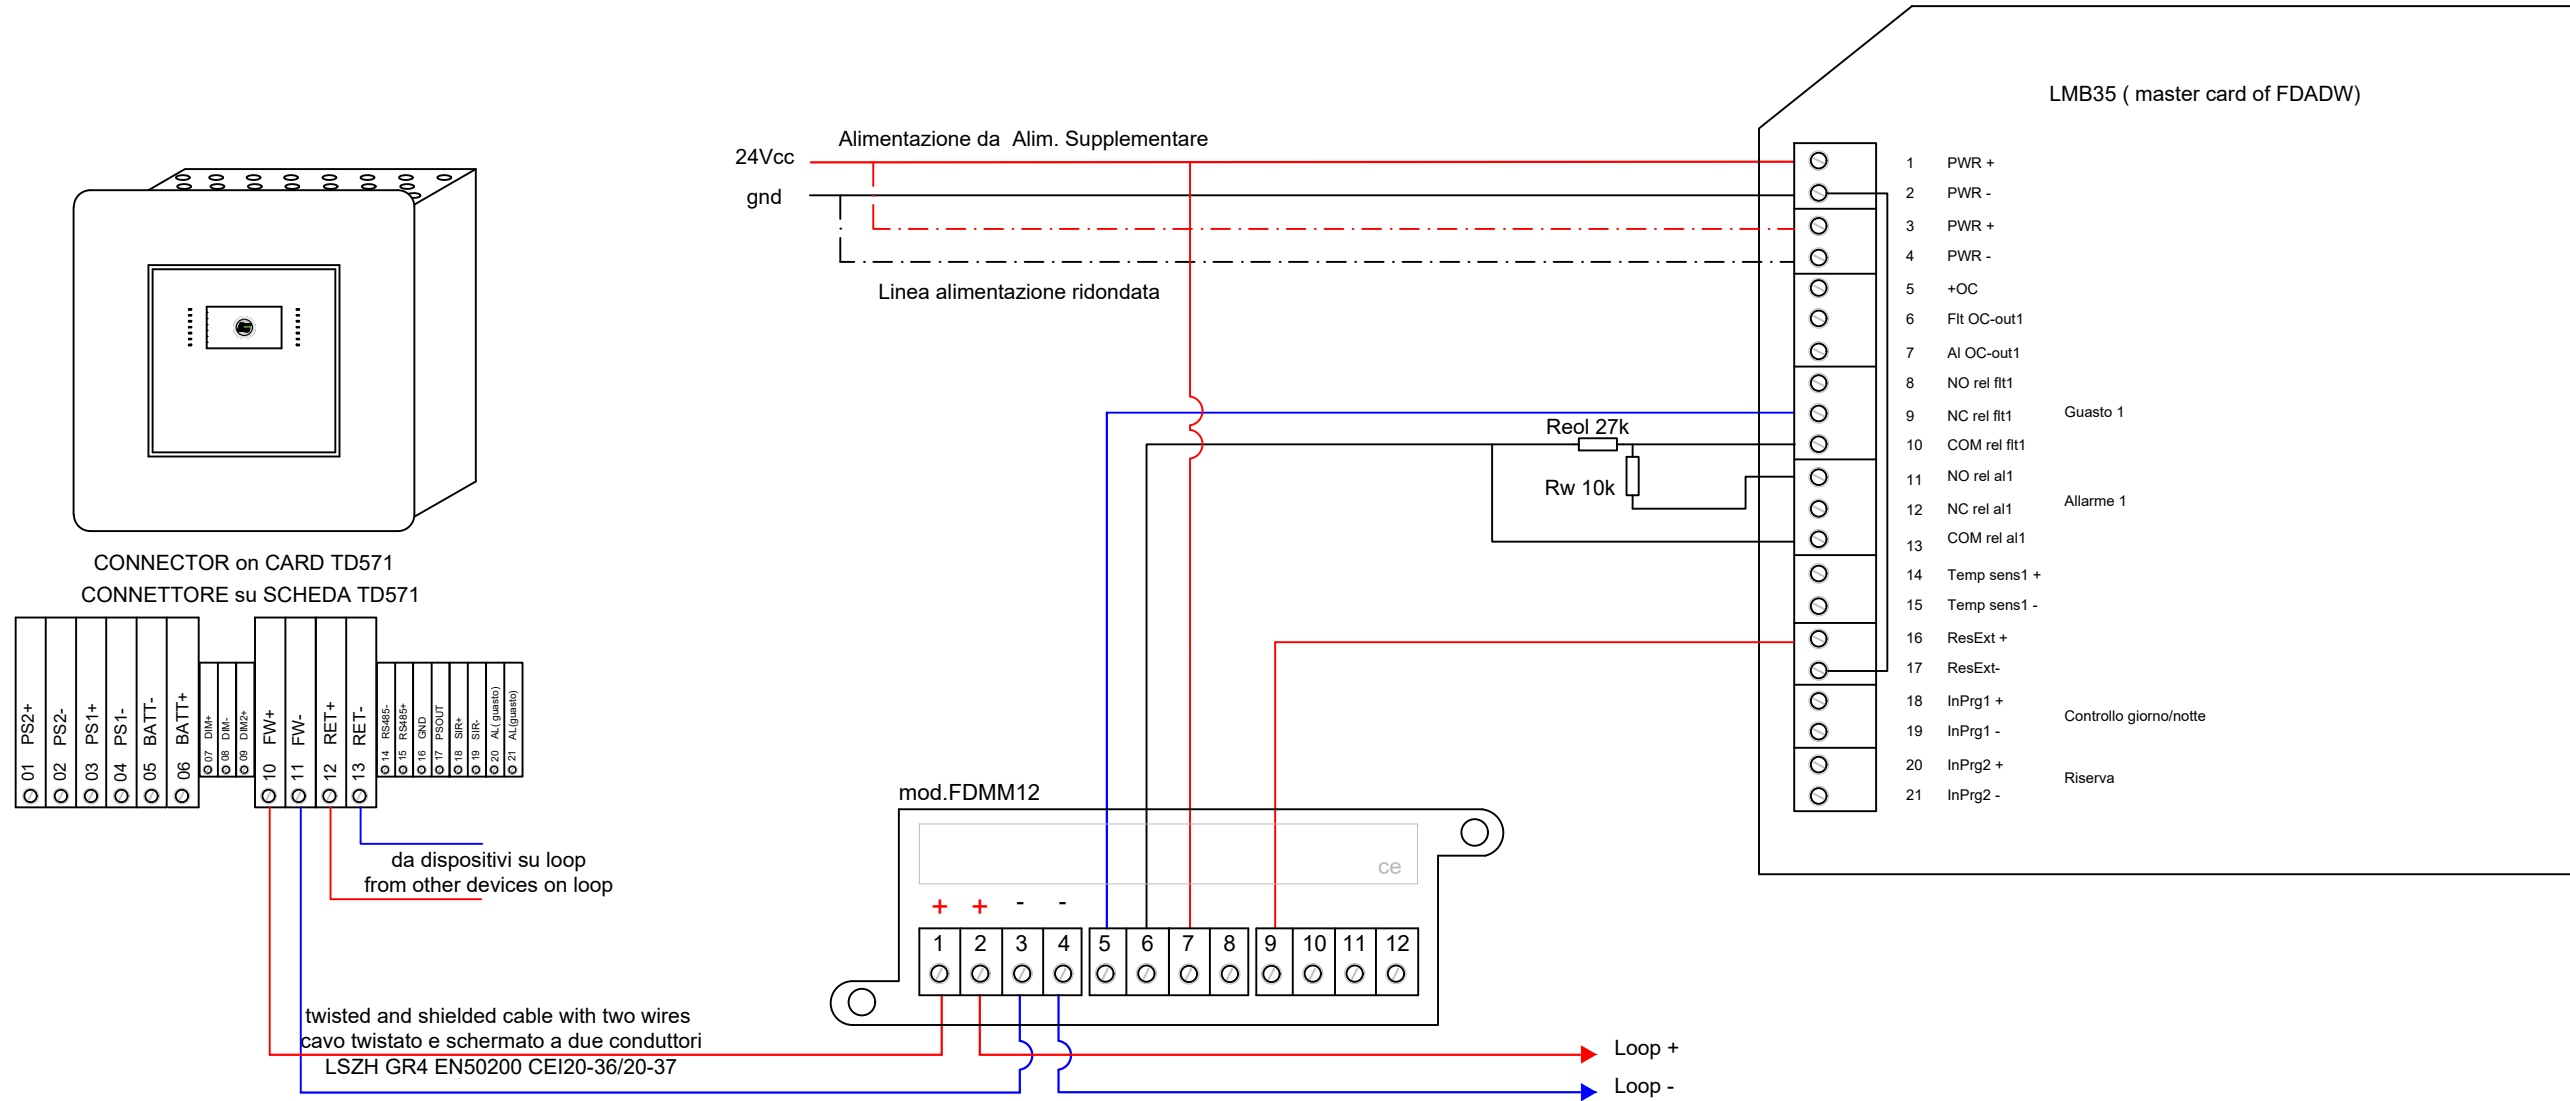 LMB35 ( master card of FDADW)
Alimentazione da Alim. Supplementare
24Vcc
gnd
Linea alimentazione ridondata
1 PWR +
2 PWR -
3 PWR +
4 PWR -
5 +OC
6 Flt OC-out1
7 Al OC-out1
8 NO rel flt1
9 NC rel flt1 Guasto 1
10 COM rel flt1
11 NO rel al1
12 NC rel al1 Allarme 1
13 COM rel al1
14 Temp sens1 +
15 Temp sens1 -
16 ResExt +
17 ResExt-
18 InPrg1 +
Controllo giorno/notte
19 InPrg1 -
20 InPrg2 +
Riserva
21 InPrg2 -
Reol 27k
Rw 10k
CONNECTOR on CARD TD571
CONNETTORE su SCHEDA TD571
01 PS2+
02 PS2-
03 PS1+
04 PS1-
05 BATT-
06 BATT+
07 DIM+
08 DIM-
09 DIM2+
10 FW+
11 FW-
12 RET+
13 RET-
14 RS485-
15 RS485+
16 GND
17 PSOUT
18 SIR+
19 SIR-
20 AL( guasto)
21 AL(guasto)
da dispositivi su loop
from other devices on loop
mod.FDMM12
ce
+ + - -
1 2 3 4 5 6 7 8 9 10 11 12
twisted and shielded cable with two wires
cavo twistato e schermato a due conduttori
LSZH GR4 EN50200 CEI20-36/20-37
Loop +
Loop -